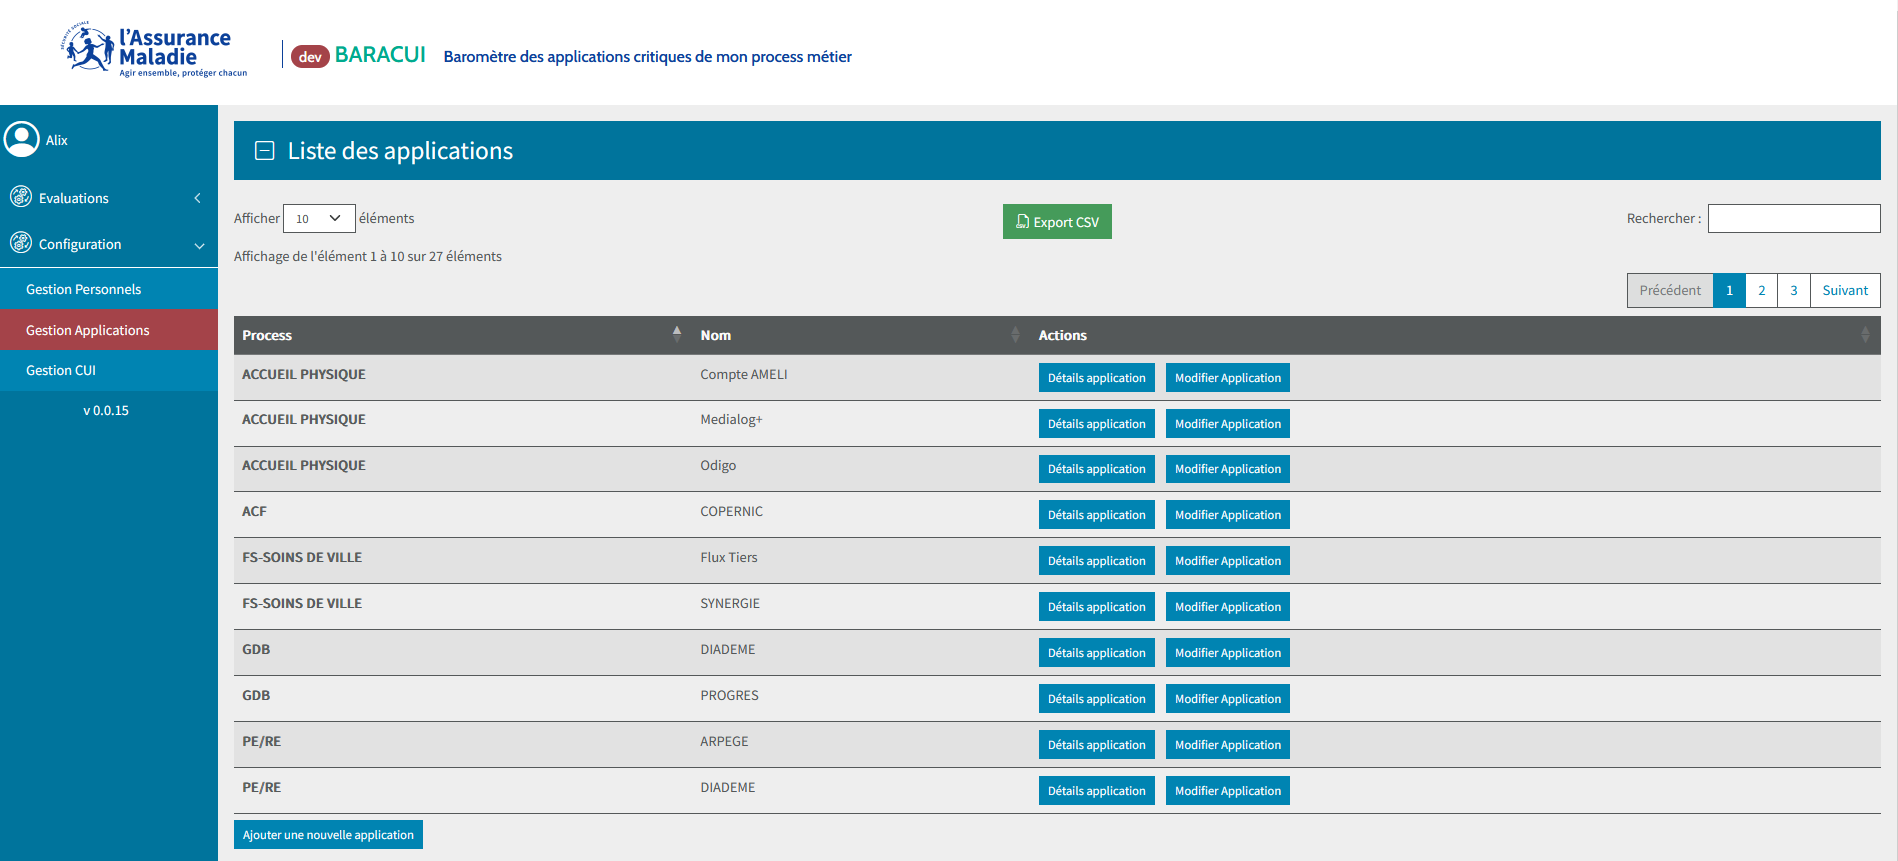 SÉCURITÉ SOCIALE
l'Assurance
Maladie
Agir ensemble, protéger chacun
dev BARACUI Baromètre des applications critiques de mon process métier
Alix
Evaluations
Configuration
Gestion Personnels
Gestion Applications
Gestion CUI
v 0.0.15
Liste des applications
Afficher 10 éléments
CSV Export CSV
Rechercher :
Affichage de l'élément 1 à 10 sur 27 éléments
Précédent 1 2 3 Suivant
Process Nom Actions
ACCUEIL PHYSIQUE Compte AMELI Détails application Modifier Application
ACCUEIL PHYSIQUE Medialog+ Détails application Modifier Application
ACCUEIL PHYSIQUE Odigo Détails application Modifier Application
ACF COPERNIC Détails application Modifier Application
FS-SOINS DE VILLE Flux Tiers Détails application Modifier Application
FS-SOINS DE VILLE SYNERGIE Détails application Modifier Application
GDB DIADEME Détails application Modifier Application
GDB PROGRES Détails application Modifier Application
PE/RE ARPEGE Détails application Modifier Application
PE/RE DIADEME Détails application Modifier Application
Ajouter une nouvelle application